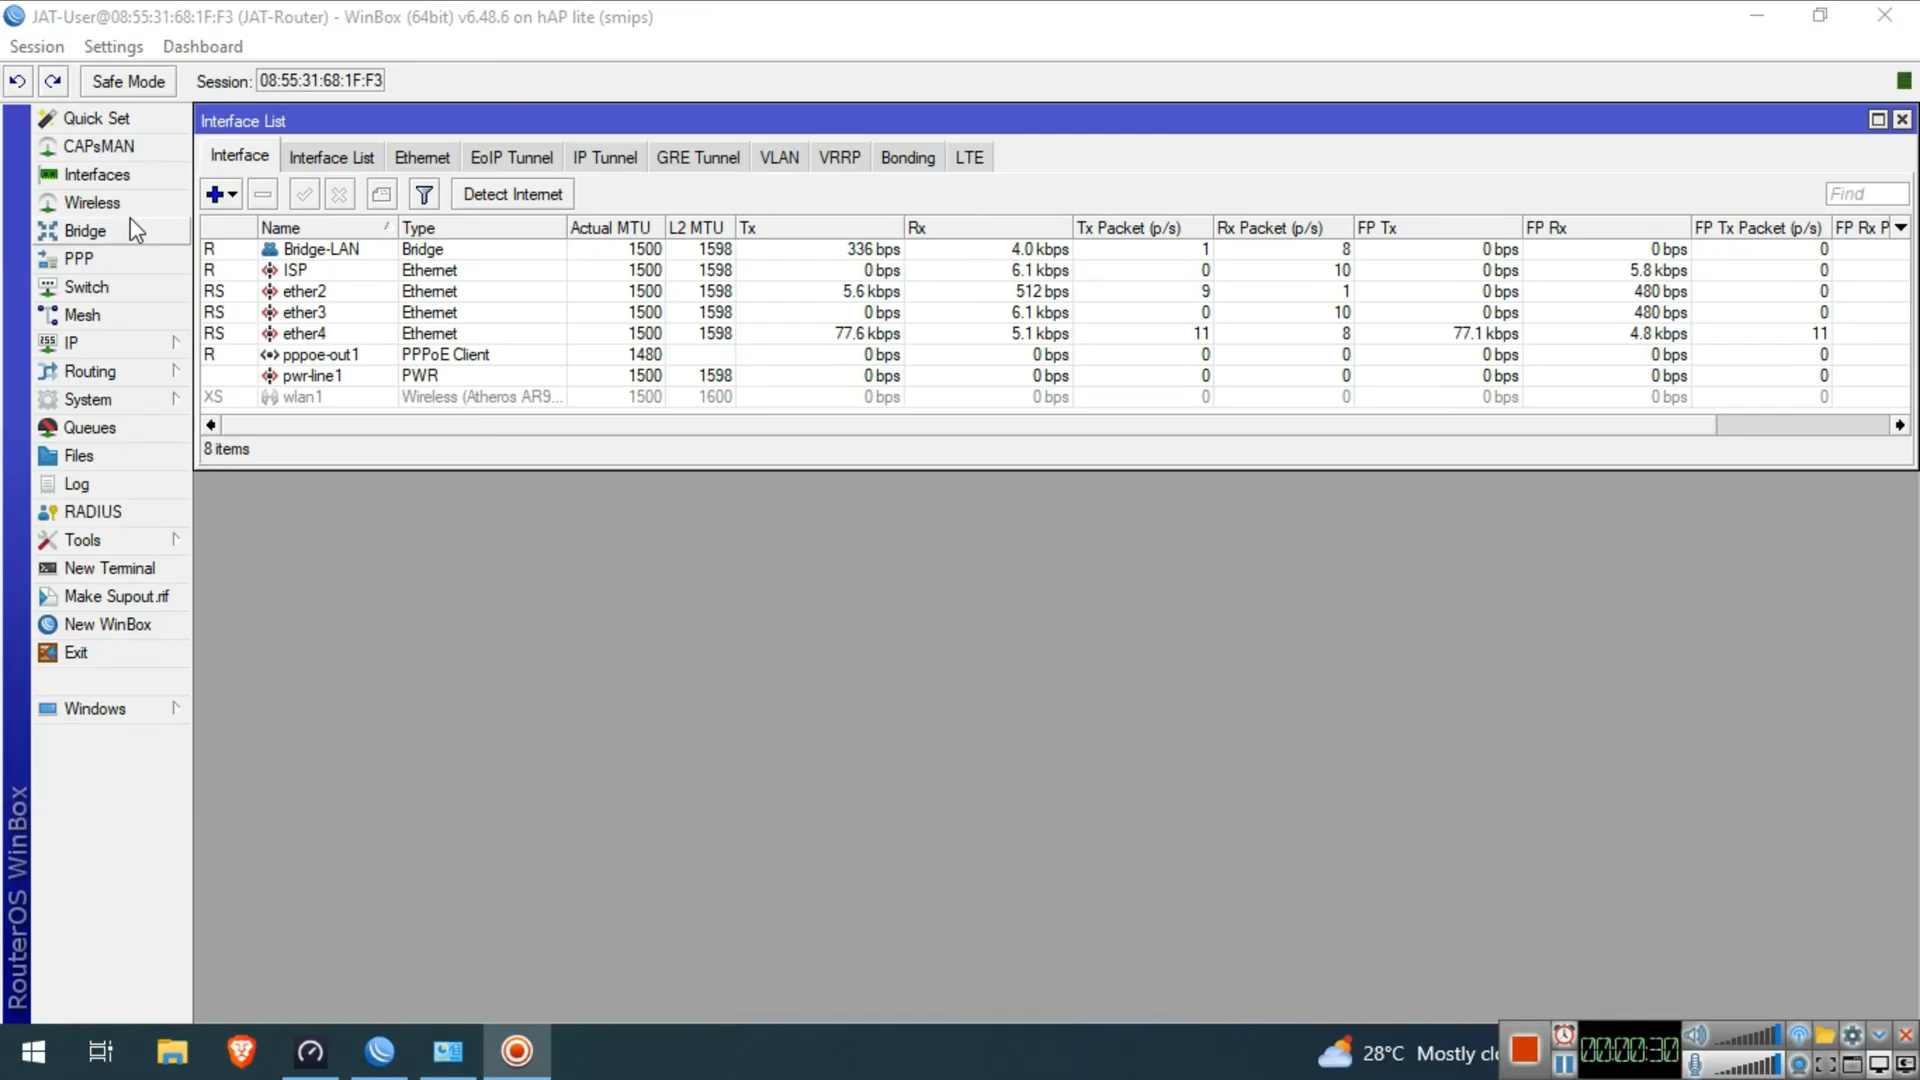 JAT-User@08:55:31:68:1F:F3 (JAT-Router) - WinBox (64bit) v6.48.6 on hAP lite (smips)
Session Settings Dashboard
Safe Mode Session: 08:55:31:68:1F:F3
Quick Set
CAPsMAN
Interfaces
Wireless
Bridge
PPP
Switch
Mesh
IP
Routing
System
Queues
Files
Log
RADIUS
Tools
New Terminal
Make Supout.rif
New WinBox
Exit
Windows
RouterOS WinBox
Interface List
Interface Interface List Ethernet EoIP Tunnel IP Tunnel GRE Tunnel VLAN VRRP Bonding LTE
Detect Internet Find
Name Type Actual MTU L2 MTU Tx Rx Tx Packet (p/s) Rx Packet (p/s) FP Tx FP Rx FP Tx Packet (p/s) FP Rx P
R Bridge-LAN Bridge 1500 1598 336 bps 4.0 kbps 1 8 0 bps 0 bps 0
R ISP Ethernet 1500 1598 0 bps 6.1 kbps 0 10 0 bps 5.8 kbps 0
RS ether2 Ethernet 1500 1598 5.6 kbps 512 bps 9 1 0 bps 480 bps 0
RS ether3 Ethernet 1500 1598 0 bps 6.1 kbps 0 10 0 bps 480 bps 0
RS ether4 Ethernet 1500 1598 77.6 kbps 5.1 kbps 11 8 77.1 kbps 4.8 kbps 11
R pppoe-out1 PPPoE Client 1480 0 bps 0 bps 0 0 0 bps 0 bps 0
pwr-line1 PWR 1500 1598 0 bps 0 bps 0 0 0 bps 0 bps 0
XS wlan1 Wireless (Atheros AR9... 1500 1600 0 bps 0 bps 0 0 0 bps 0 bps 0
8 items
28°C Mostly clo
00:00:30